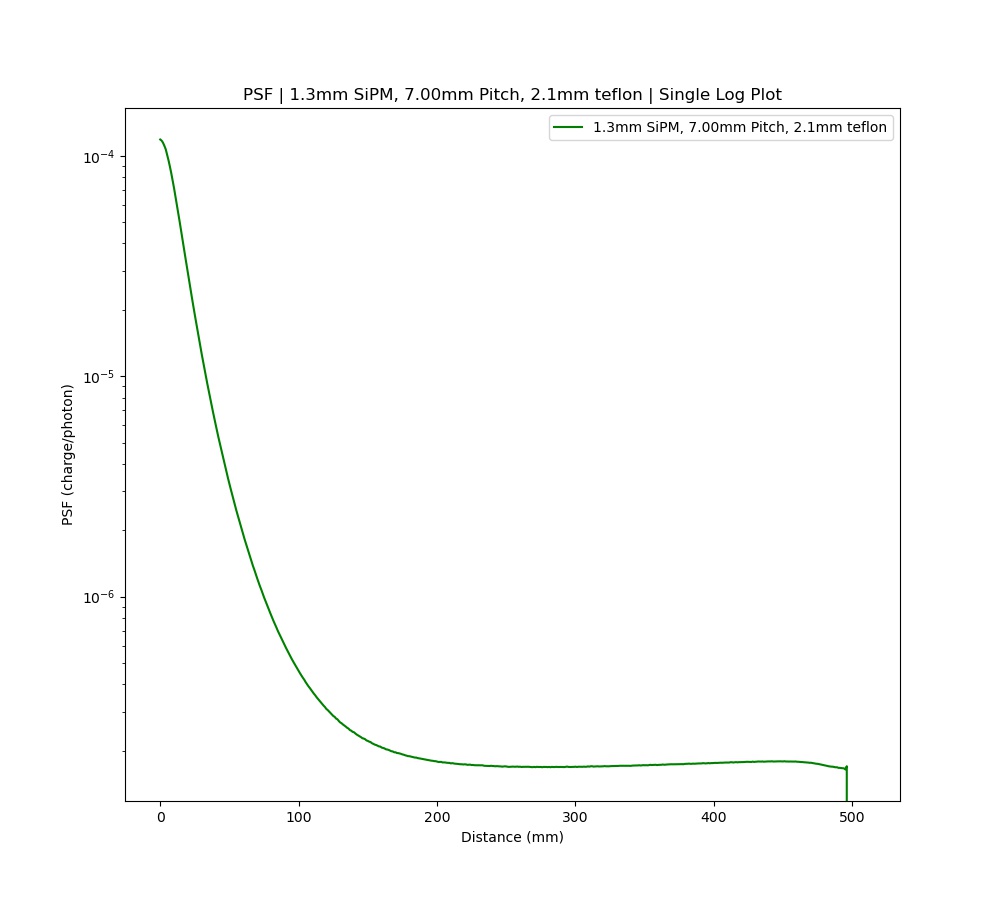 PSF | 1.3mm SiPM, 7.00mm Pitch, 2.1mm teflon | Single Log Plot
1.3mm SiPM, 7.00mm Pitch, 2.1mm teflon
10⁻⁴
10⁻⁵
10⁻⁶
PSF (charge/photon)
0 100 200 300 400 500
Distance (mm)